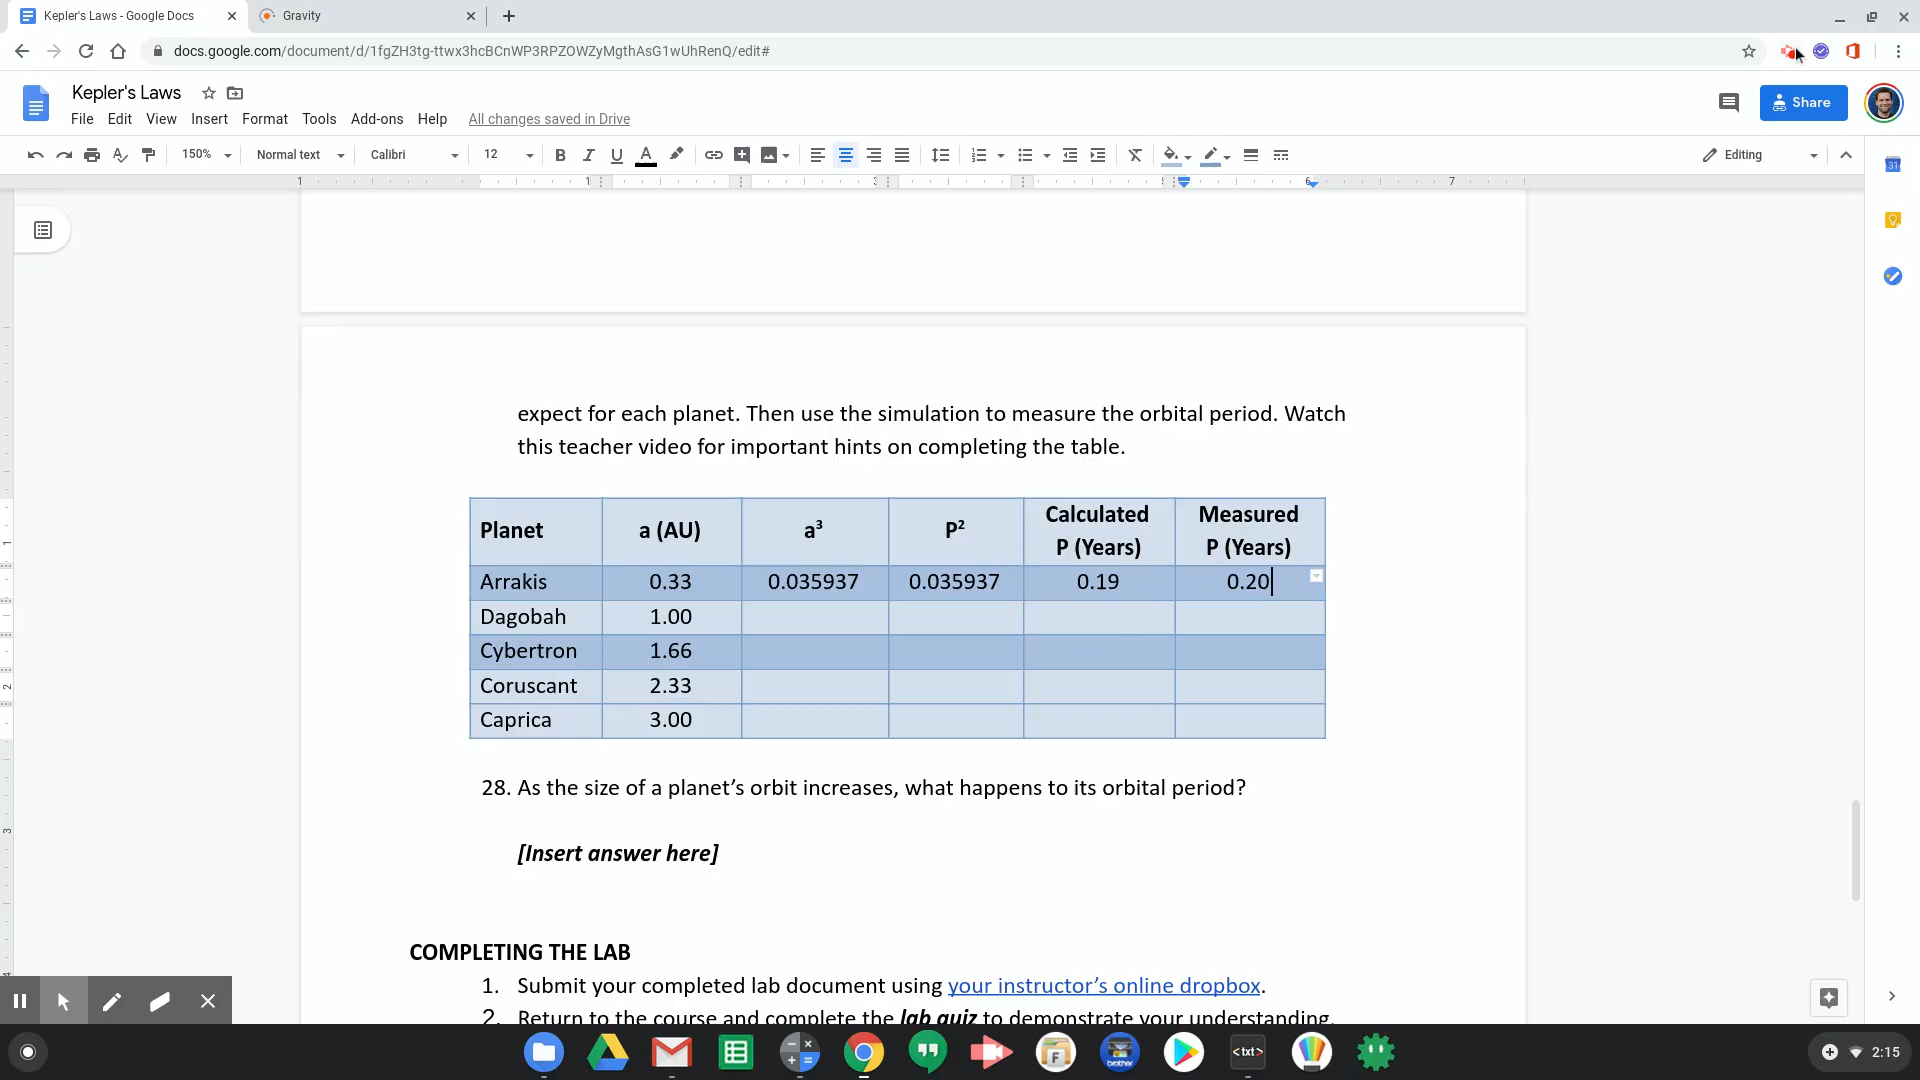 Kepler's Laws - Google Docs
Gravity
docs.google.com/document/d/1fgZH3tg-ttwx3hcBCnWP3RPZOWZyMgthAsG1wUhRenQ/edit#
Kepler's Laws
File Edit View Insert Format Tools Add-ons Help All changes saved in Drive
Share
150% Normal text Calibri 12 B I U A Editing
expect for each planet. Then use the simulation to measure the orbital period. Watch
this teacher video for important hints on completing the table.
Planet a (AU) a³ P² Calculated P (Years) Measured P (Years)
Arrakis 0.33 0.035937 0.035937 0.19 0.20
Dagobah 1.00
Cybertron 1.66
Coruscant 2.33
Caprica 3.00
28. As the size of a planet’s orbit increases, what happens to its orbital period?
[Insert answer here]
COMPLETING THE LAB
1. Submit your completed lab document using your instructor’s online dropbox.
2. Return to the course and complete the lab quiz to demonstrate your understanding.
<txt>
brother
2:15